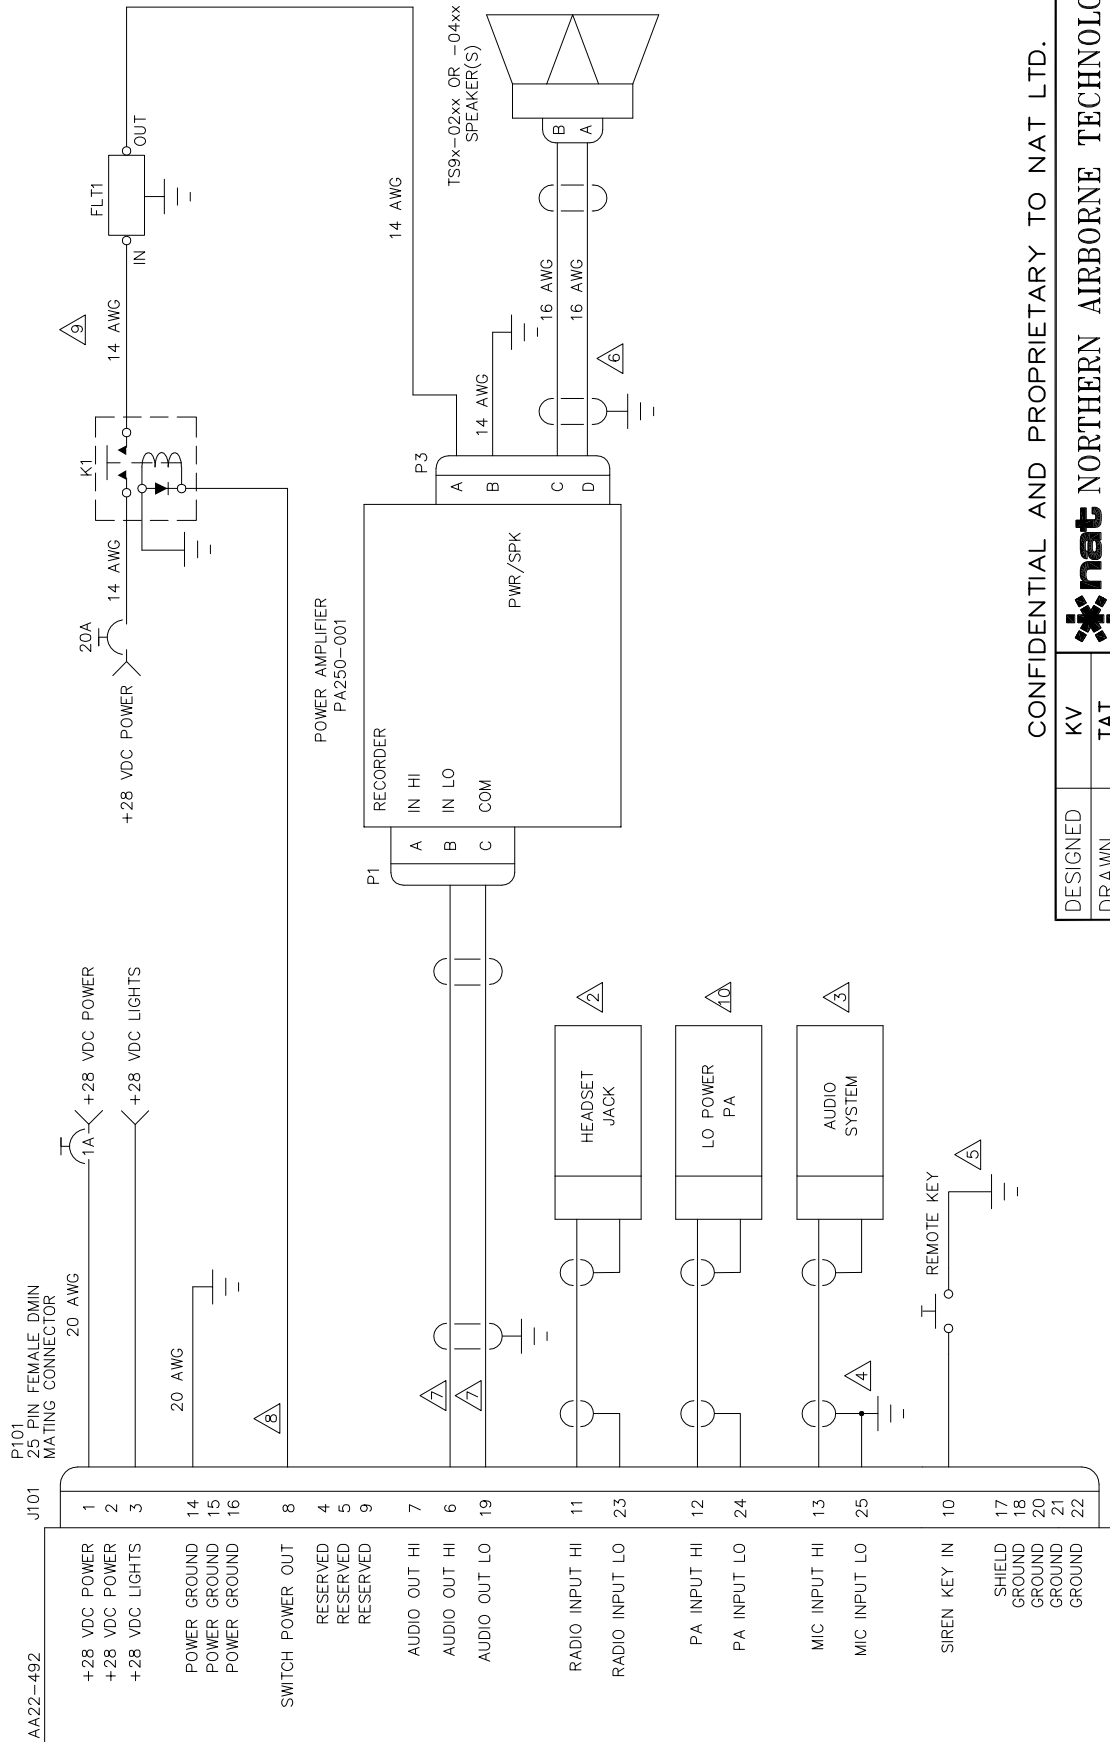 AA22-492
J101
P101
25 PIN FEMALE DMIN
MATING CONNECTOR
+28 VDC POWER 1
+28 VDC POWER 2
+28 VDC LIGHTS 3
POWER GROUND 14
POWER GROUND 15
POWER GROUND 16
SWITCH POWER OUT 8
RESERVED 4
RESERVED 5
RESERVED 9
AUDIO OUT HI 7
AUDIO OUT HI 6
AUDIO OUT LO 19
RADIO INPUT HI 11
RADIO INPUT LO 23
PA INPUT HI 12
PA INPUT LO 24
MIC INPUT HI 13
MIC INPUT LO 25
SIREN KEY IN 10
SHIELD 17
GROUND 18
GROUND 20
GROUND 21
GROUND 22
20 AWG
1A
+28 VDC POWER
+28 VDC LIGHTS
20 AWG
8
7
7
HEADSET
JACK
2
LO POWER
PA
10
AUDIO
SYSTEM
3
4
REMOTE KEY
5
+28 VDC POWER
20A
14 AWG
K1
14 AWG
9
IN
FLT1
OUT
14 AWG
POWER AMPLIFIER
PA250-001
P1
A
B
C
RECORDER
IN HI
IN LO
COM
PWR/SPK
P3
A
B
C
D
14 AWG
16 AWG
16 AWG
6
B
A
TS9x-02xx OR -04xx
SPEAKER(S)
CONFIDENTIAL AND PROPRIETARY TO NAT LTD.
DESIGNED KV
DRAWN TAT
nat NORTHERN AIRBORNE TECHNOLO